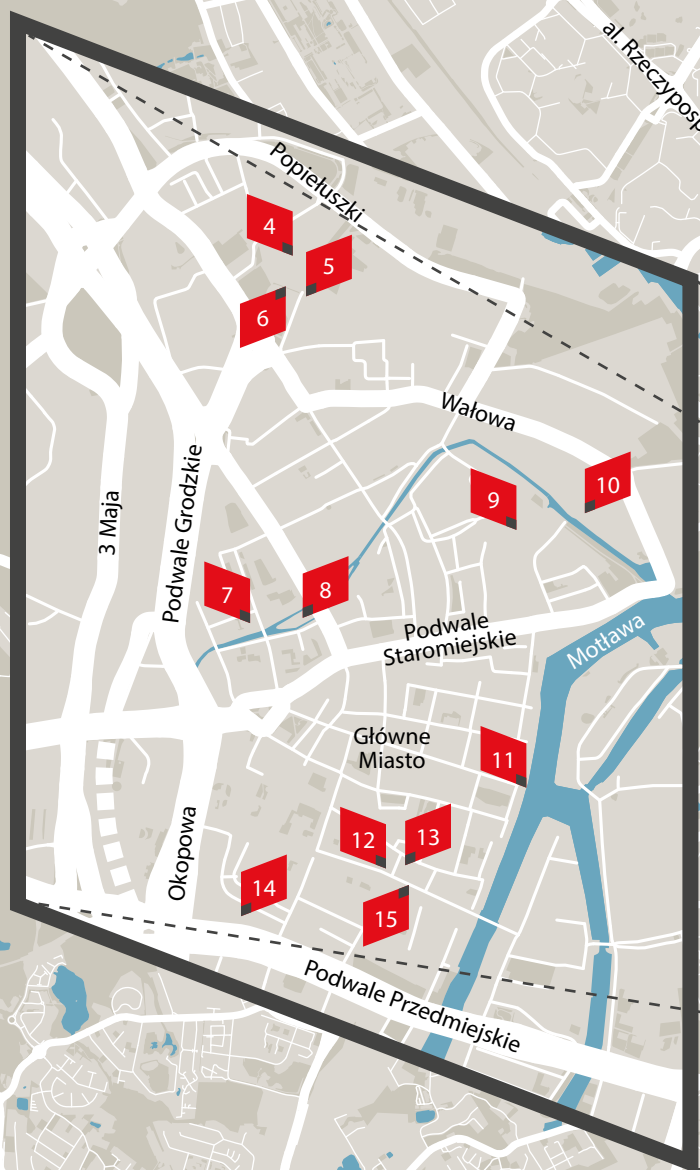 al. Rzeczyposp
Popiełuszki
4
5
6
Wałowa
3 Maja
Podwale Grodzkie
9
10
7
8
Podwale
Staromiejskie
Motława
Główne
Miasto
11
Okopowa
12
13
14
15
Podwale Przedmiejskie